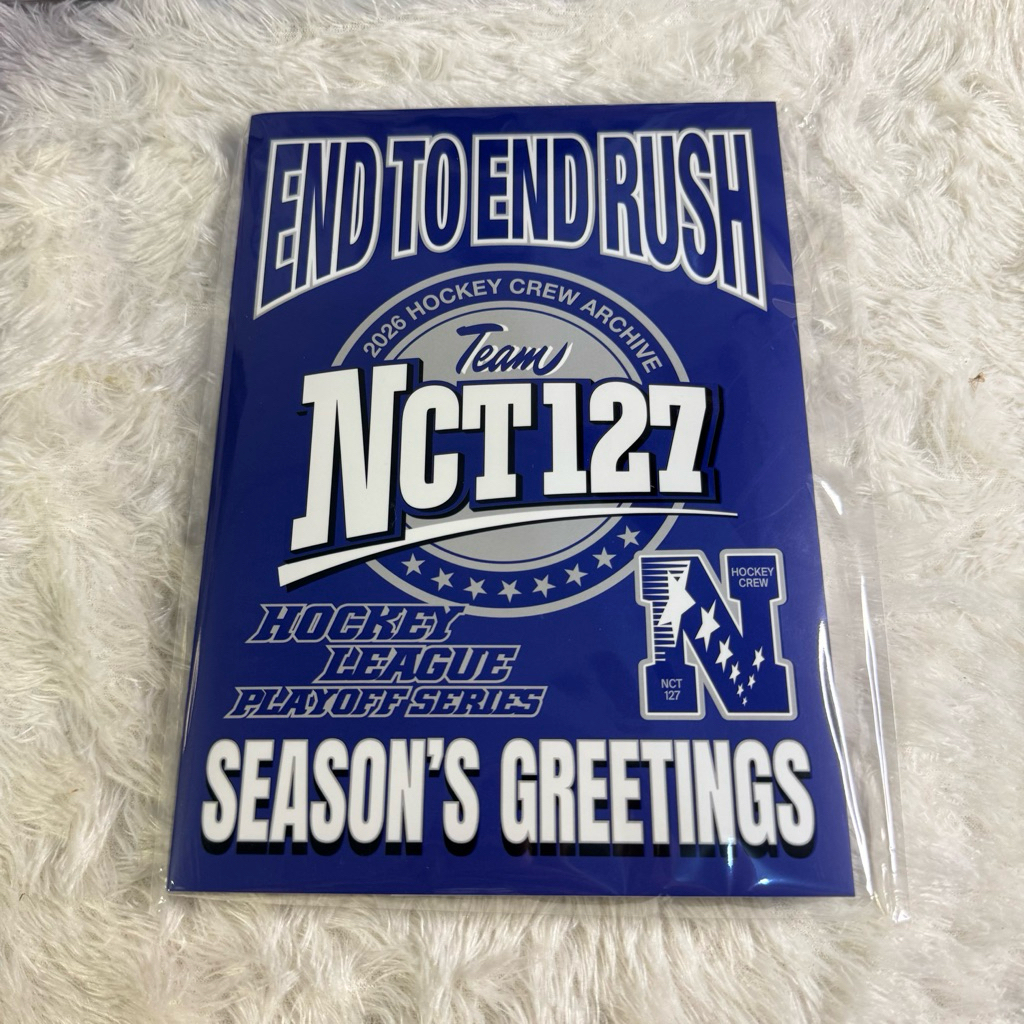 END TO END RUSH
2026 HOCKEY CREW ARCHIVE
Team
NCT 127
HOCKEY
LEAGUE
PLAYOFF SERIES
HOCKEY
CREW
NCT
127
SEASON'S GREETINGS